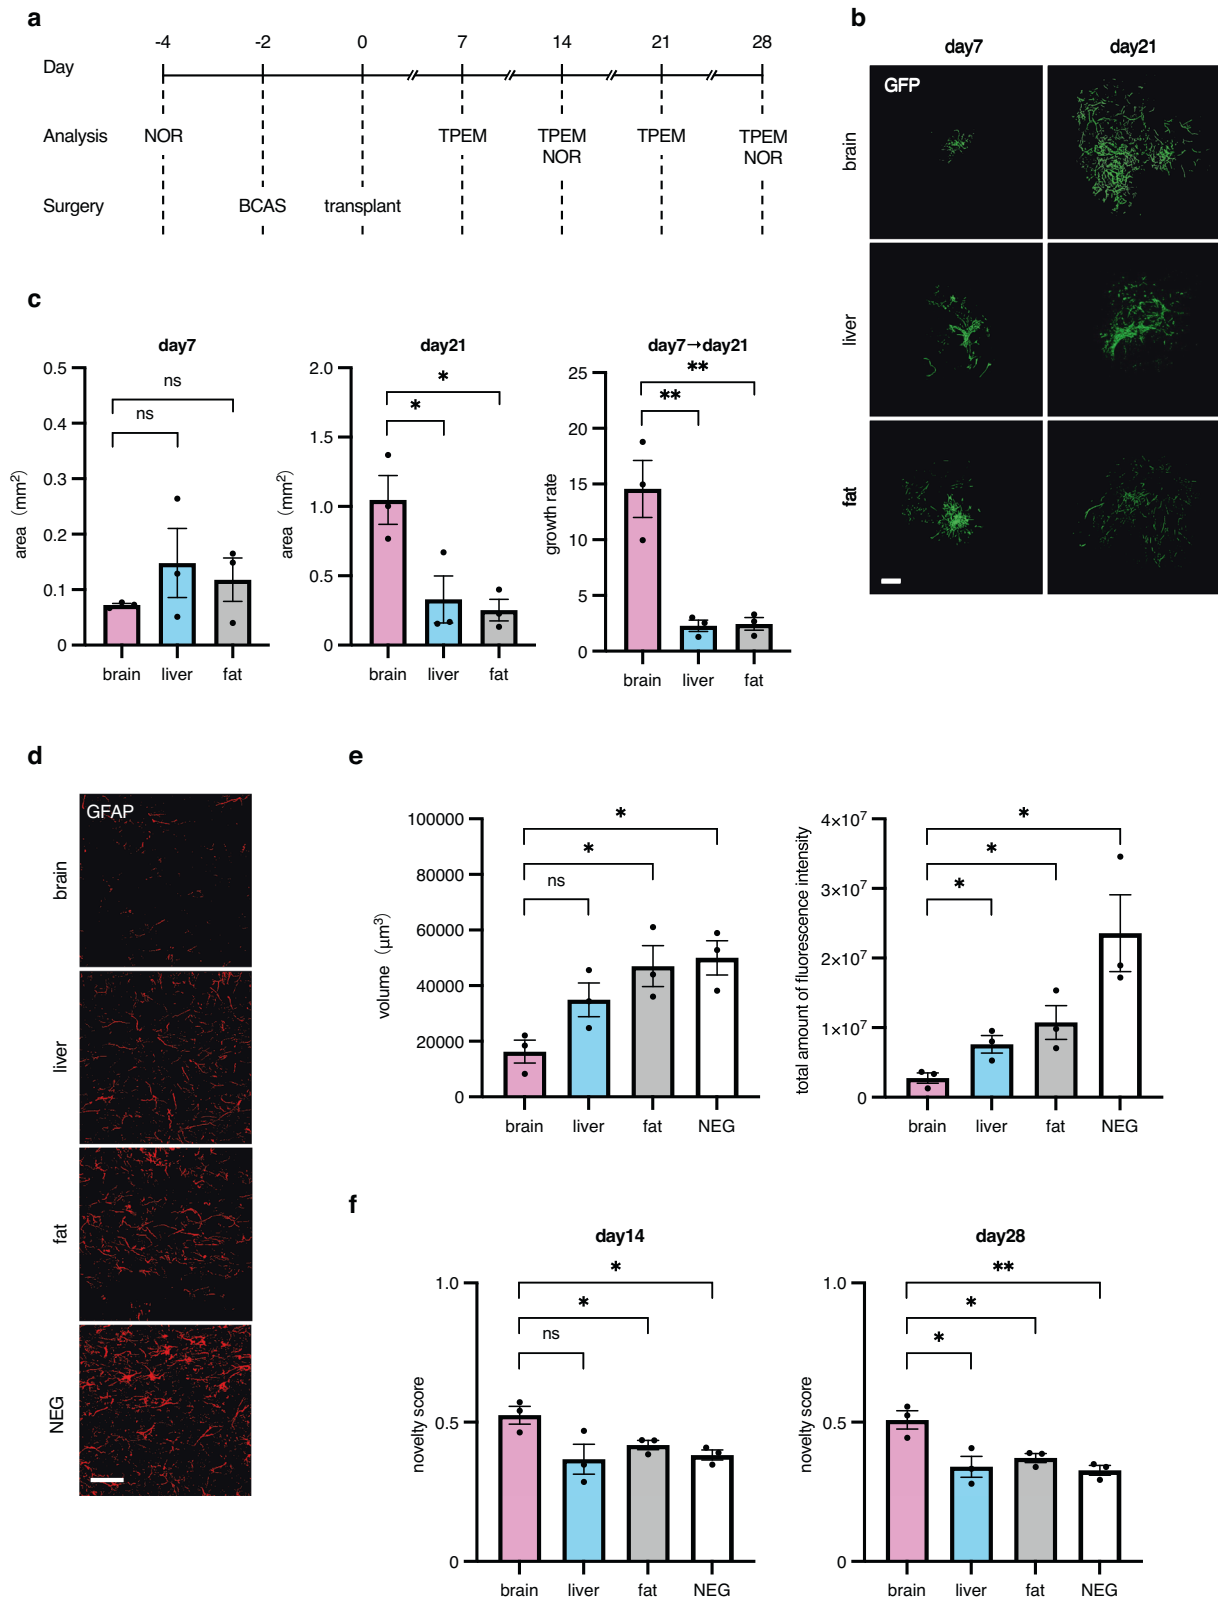 a
Day -4 -2 0 7 14 21 28
Analysis NOR TPEM TPEM TPEM TPEM
NOR NOR
Surgery BCAS transplant
b
day7 day21
GFP
brain
liver
fat
c
day7
area (mm²)
0.5
0.4
0.3
0.2
0.1
0
ns
ns
brain liver fat
day21
area (mm²)
2.0
1.5
1.0
0.5
0
*
*
brain liver fat
day7→day21
growth rate
25
20
15
10
5
0
**
**
brain liver fat
d
GFAP
brain
liver
fat
NEG
e
volume (μm³)
100000
80000
60000
40000
20000
0
*
*
ns
brain liver fat NEG
total amount of fluorescence intensity
4×10⁷
3×10⁷
2×10⁷
1×10⁷
0
*
*
*
brain liver fat NEG
f
day14
novelty score
1.0
0.5
0
*
*
ns
brain liver fat NEG
day28
novelty score
1.0
0.5
0
**
*
*
brain liver fat NEG